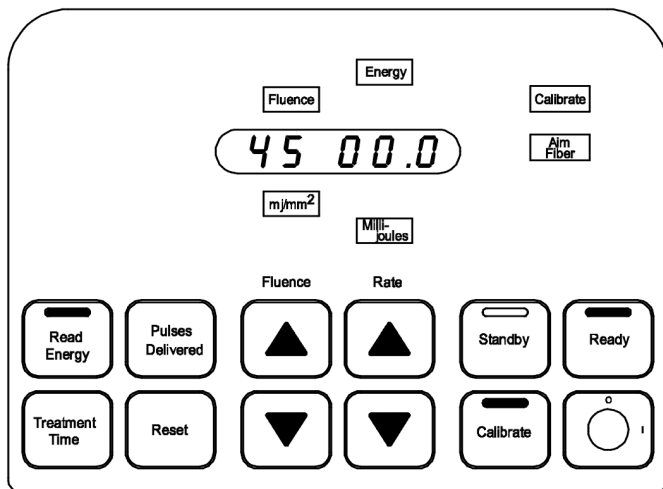 Energy
Fluence
Calibrate
45 00.0
Aim
Fiber
mj/mm²
Milli-
joules
Fluence
Rate
Read
Energy
Pulses
Delivered
Standby
Ready
Treatment
Time
Reset
Calibrate
O
I